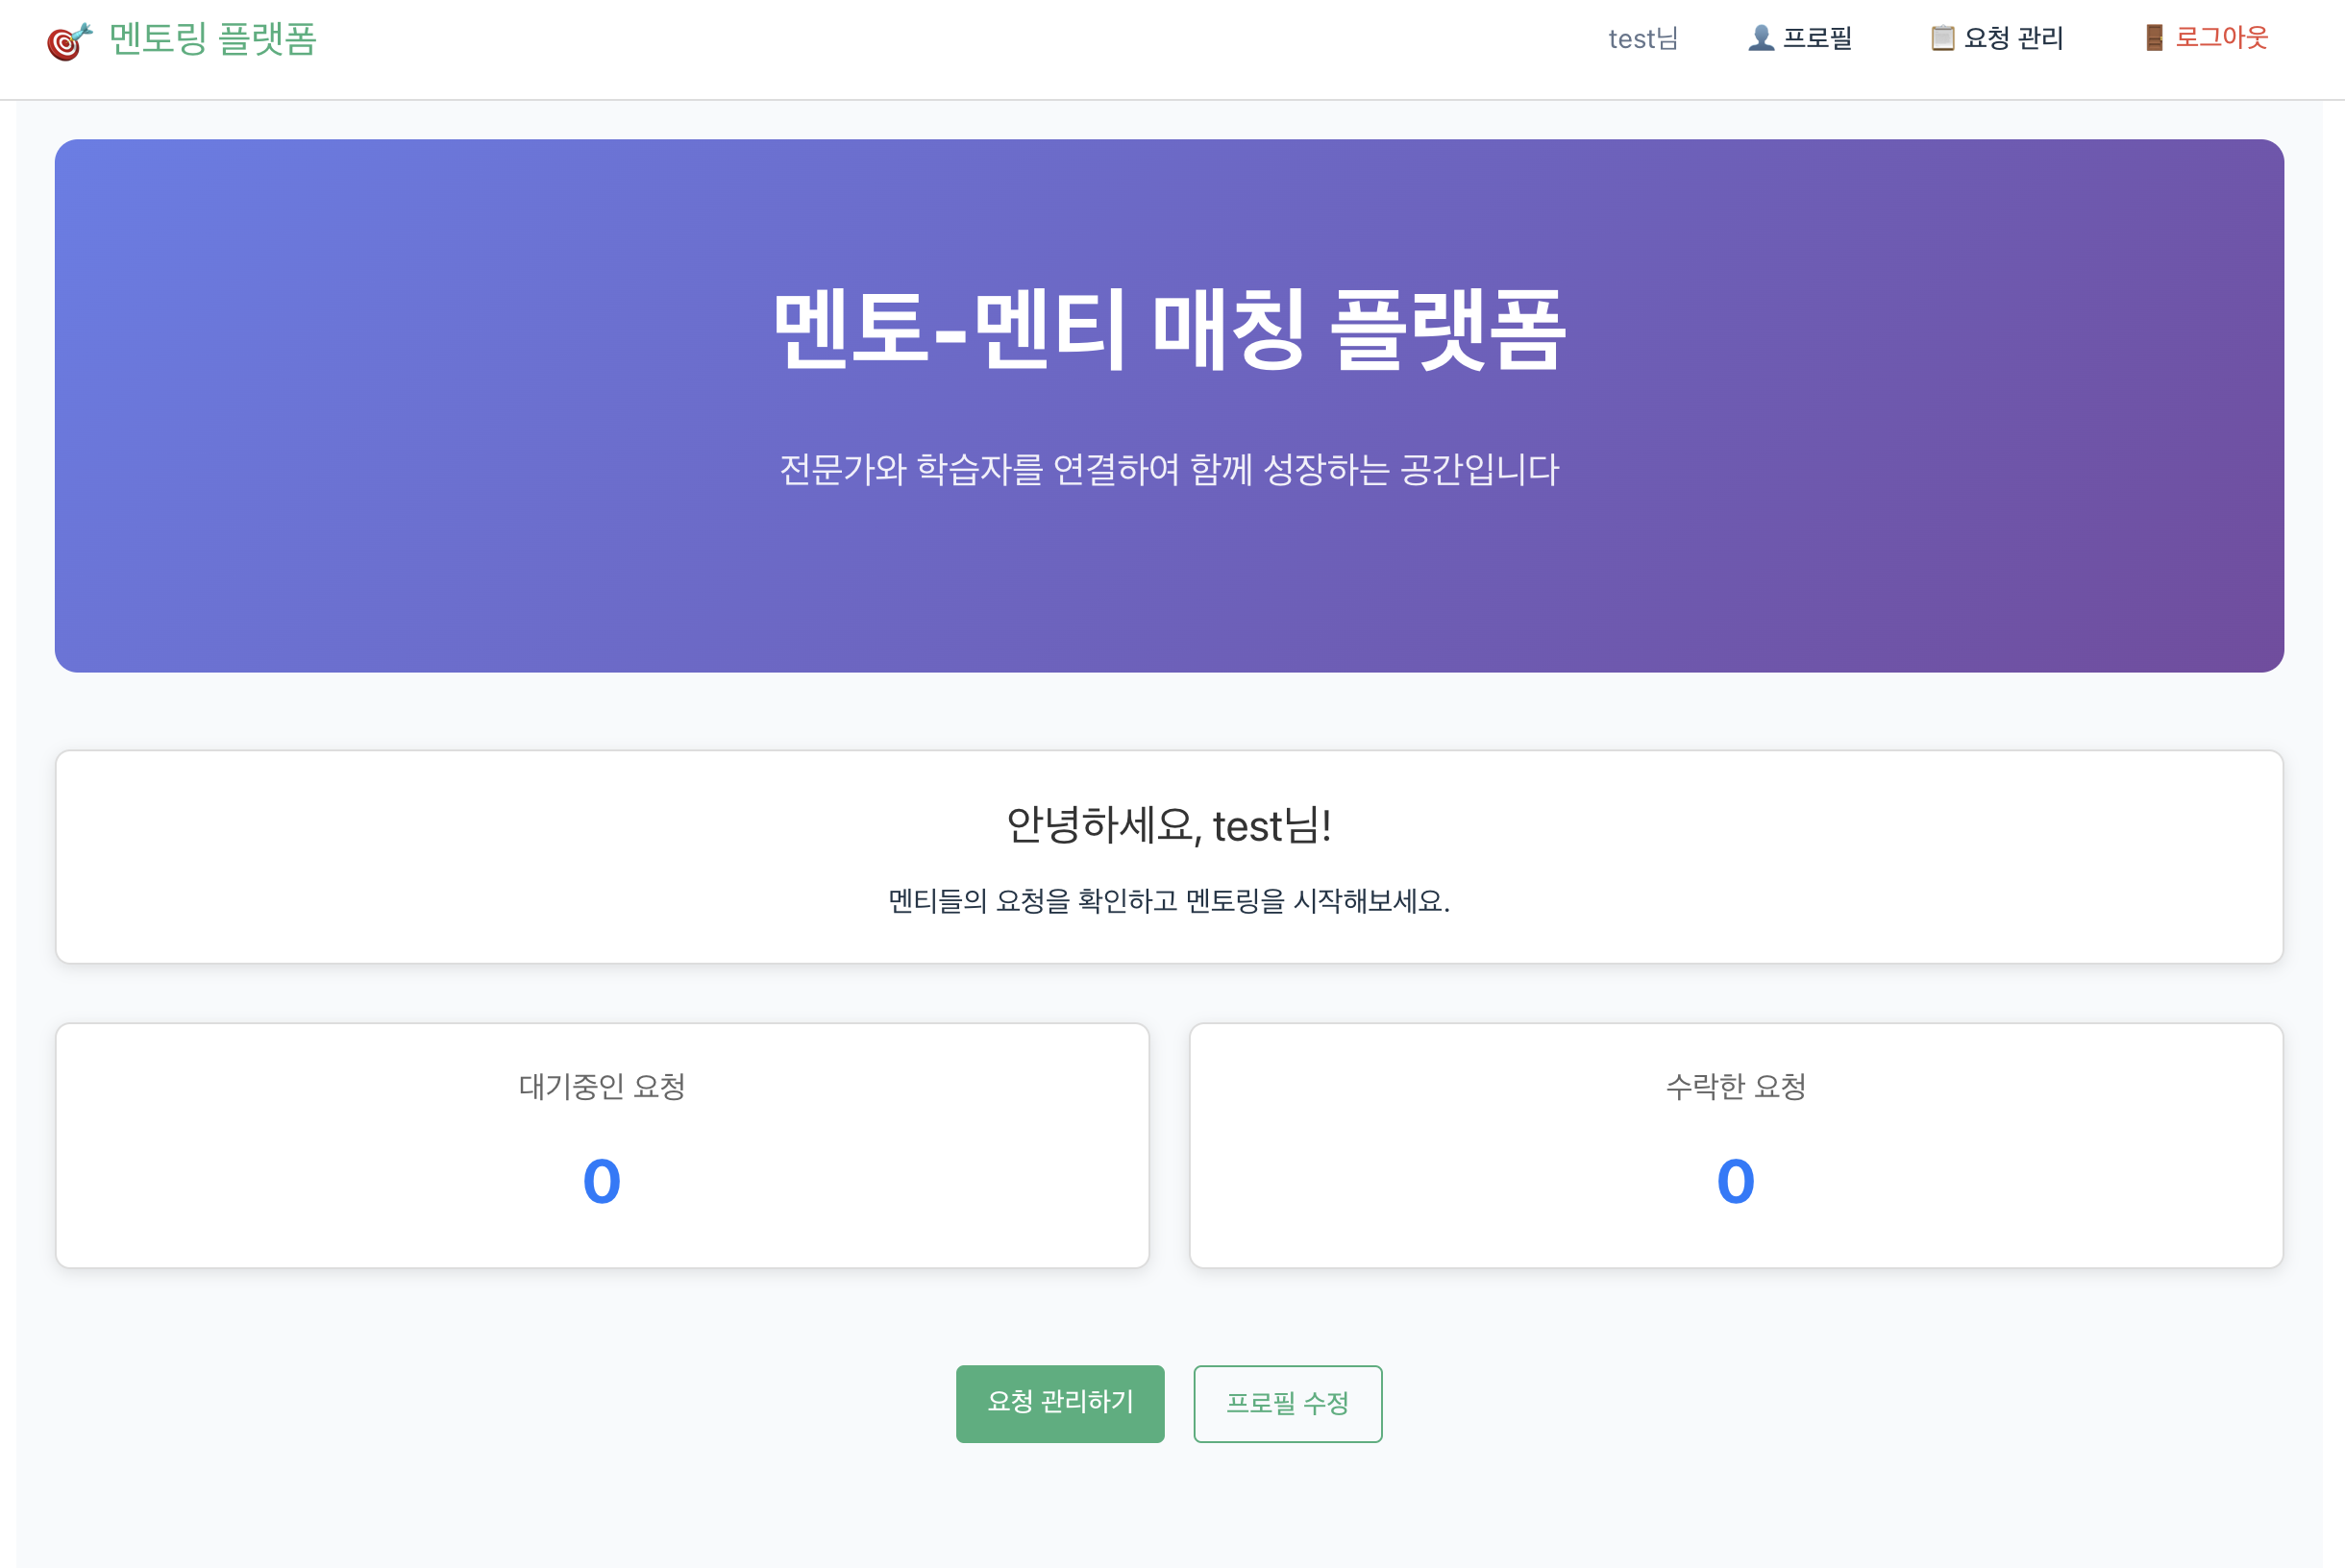 🎯 멘토링 플랫폼
test님 👤 프로필 📋 요청 관리 🚪 로그아웃
멘토-멘티 매칭 플랫폼
전문가와 학습자를 연결하여 함께 성장하는 공간입니다
안녕하세요, test님!
멘티들의 요청을 확인하고 멘토링을 시작해보세요.
대기중인 요청
0
수락한 요청
0
요청 관리하기
프로필 수정